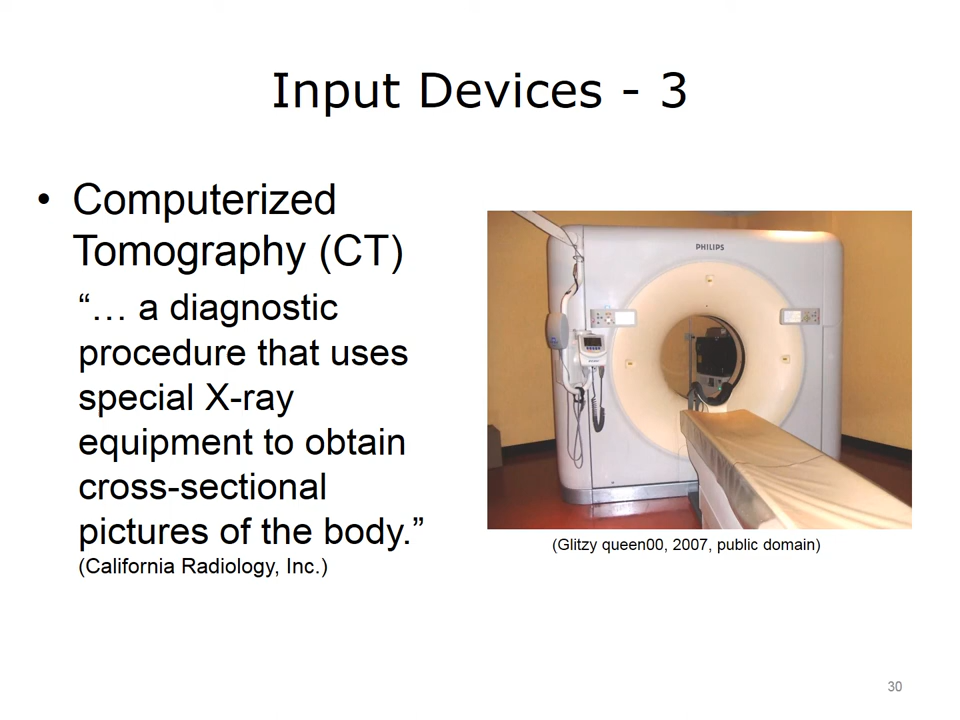 Input Devices - 3
• Computerized
Tomography (CT)
“… a diagnostic
procedure that uses
special X-ray
equipment to obtain
cross-sectional
pictures of the body.”
(California Radiology, Inc.)
PHILIPS
(Glitzy queen00, 2007, public domain)
30